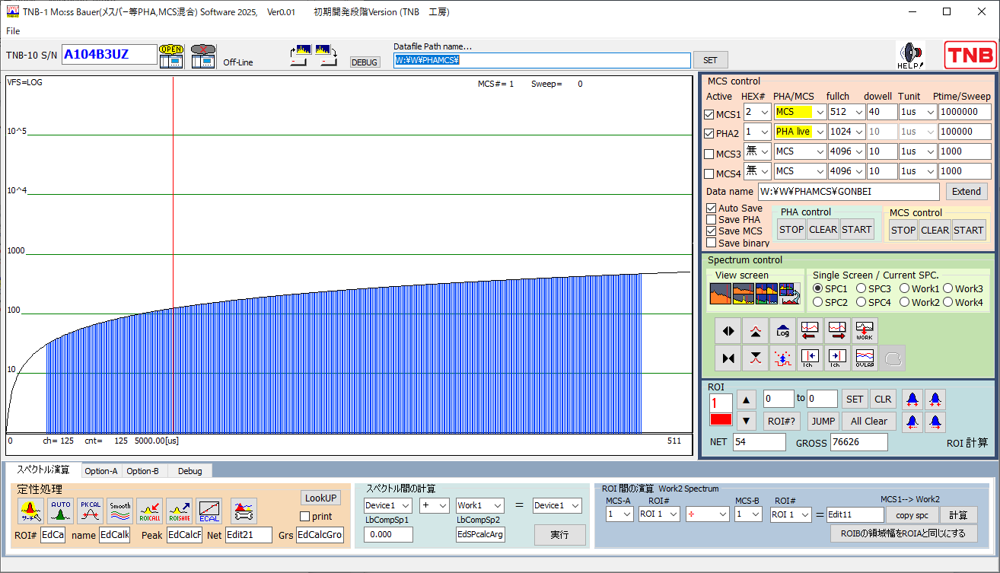 TNB-1 Mo:ss Bauer(メスバー等PHA,MCS混合) Software 2025,　Ver0.01　　初期開発段階Version (TNB　工房)
File
TNB-10 S/N A104B3UZ OPEN Off-Line DEBUG
Datafile Path name...
W:¥W¥PHAMCS¥ SET HELP! TNB
VFS=LOG MCS#= 1 Sweep= 0
10^5
10^4
1000
100
10
0 ch= 125 cnt= 125 5000.00[us] 511
MCS control
Active HEX# PHA/MCS fullch dowell Tunit Ptime/Sweep
MCS1 2 MCS 512 40 1us 1000000
PHA2 1 PHA live 1024 10 1us 100000
MCS3 無 MCS 4096 10 1us 1000
MCS4 無 MCS 4096 10 1us 1000
Data name W:¥W¥PHAMCS¥GONBEI Extend
Auto Save
Save PHA
Save MCS
Save binary
PHA control
STOP CLEAR START
MCS control
STOP CLEAR START
Spectrum control
View screen
Single Screen / Current SPC.
SPC1 SPC3 Work1 Work3
SPC2 SPC4 Work2 Work4
Log WORK
1ch 1ch OVLAP
ROI
1 ▲ 0 to 0 SET CLR
▼ ROI#? JUMP All Clear
NET 54 GROSS 76626 ROI 計算
スペクトル演算 Option-A Option-B Debug
定性処理
サーチ AUTO PKCAL Smooth ROICALL ROISAVE ECAL
LookUP
print
ROI# EdCa name EdCalk Peak EdCalcF Net Edit21 Grs EdCalcGro
スペクトル間の計算
Device1 + Work1 = Device1
LbCompSp1 LbCompSp2
0.000 EdSPcalcArg 実行
ROI 間の演算 Work2 Spectrum
MCS-A ROI# MCS-B ROI# MCS1--> Work2
1 ROI 1 ÷ 1 ROI 1 = Edit11 copy spc 計算
ROIBの領域幅をROIAと同じにする